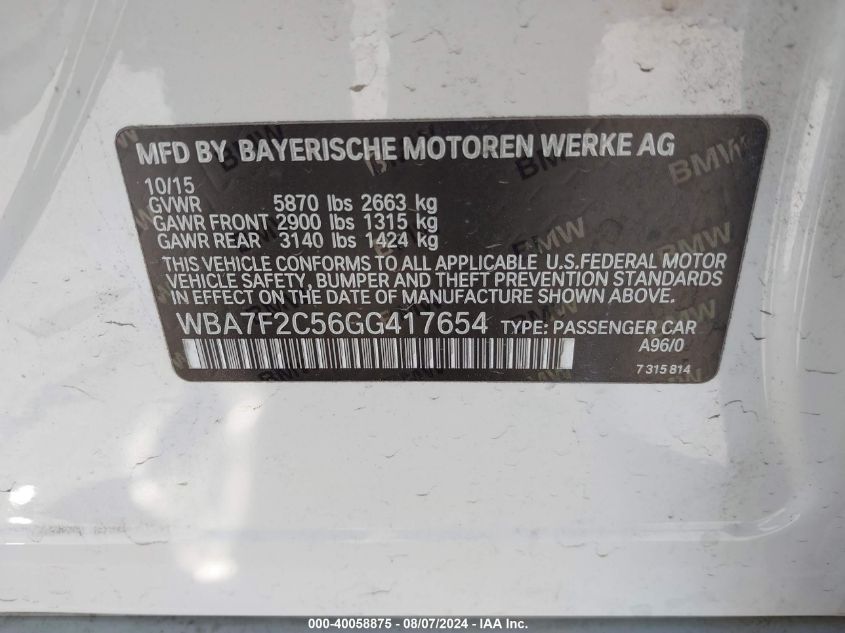 MFD BY BAYERISCHE MOTOREN WERKE AG
10/15
GVWR 5870 lbs 2663 kg
GAWR FRONT 2900 lbs 1315 kg
GAWR REAR 3140 lbs 1424 kg
THIS VEHICLE CONFORMS TO ALL APPLICABLE U.S.FEDERAL MOTOR
VEHICLE SAFETY, BUMPER AND THEFT PREVENTION STANDARDS
IN EFFECT ON THE DATE OF MANUFACTURE SHOWN ABOVE.
WBA7F2C56GG417654 TYPE: PASSENGER CAR
A96/0
7 315 814
000-40058875 - 08/07/2024 - IAA Inc.